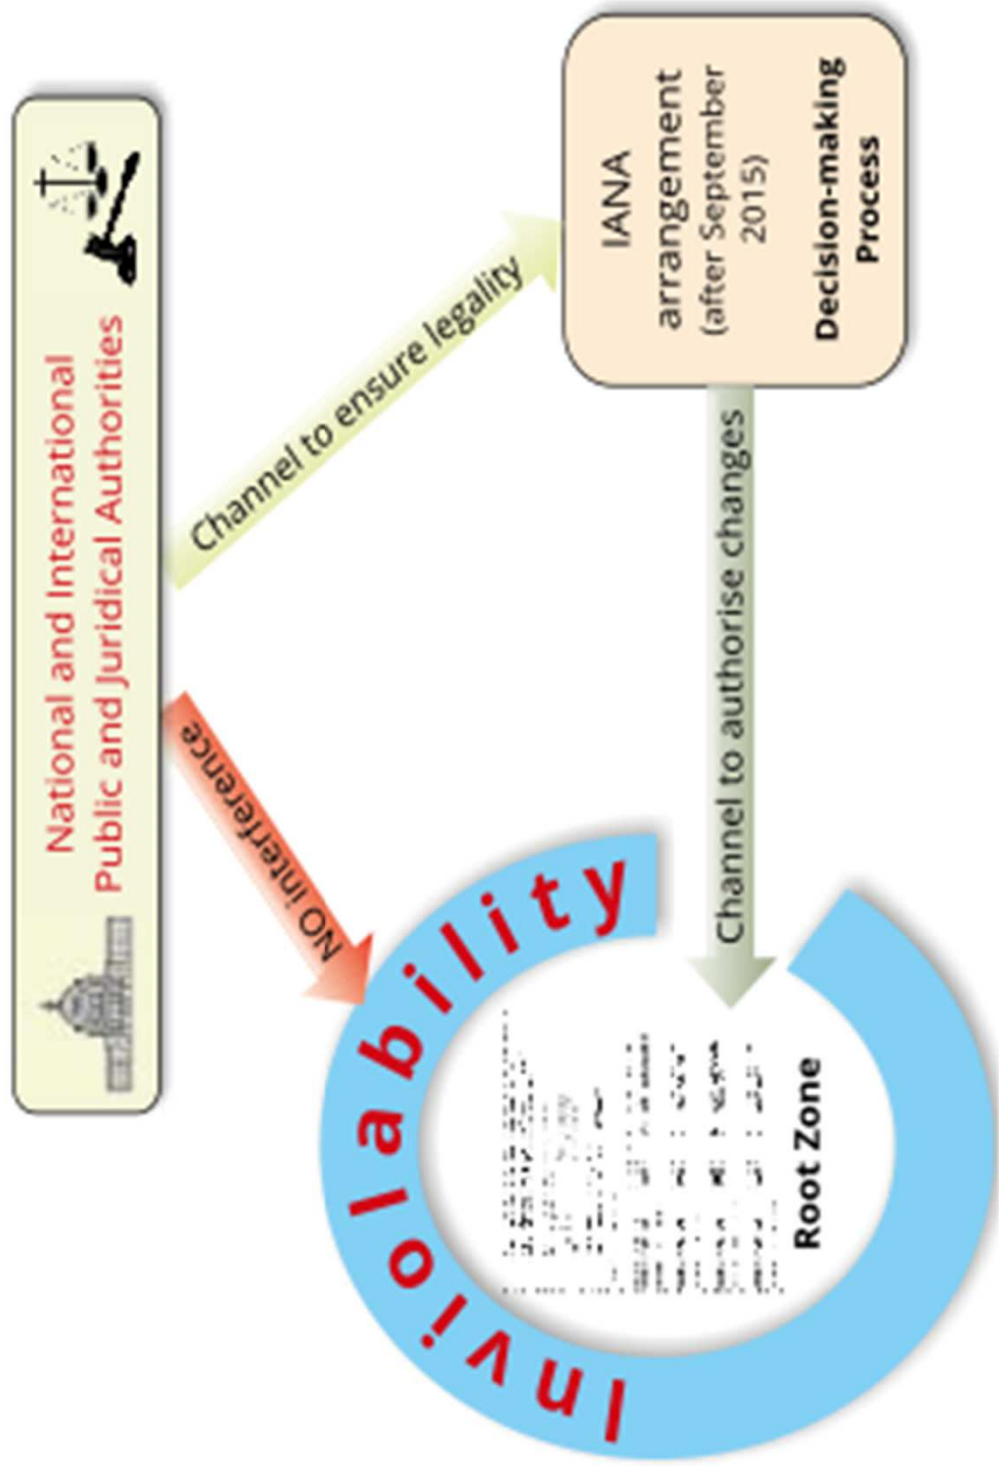 National and International
Public and Juridical Authorities
NO interference
Channel to ensure legality
Inviolability
Root Zone
Channel to authorise changes
IANA
arrangement
(after September
2015)
Decision-making
Process